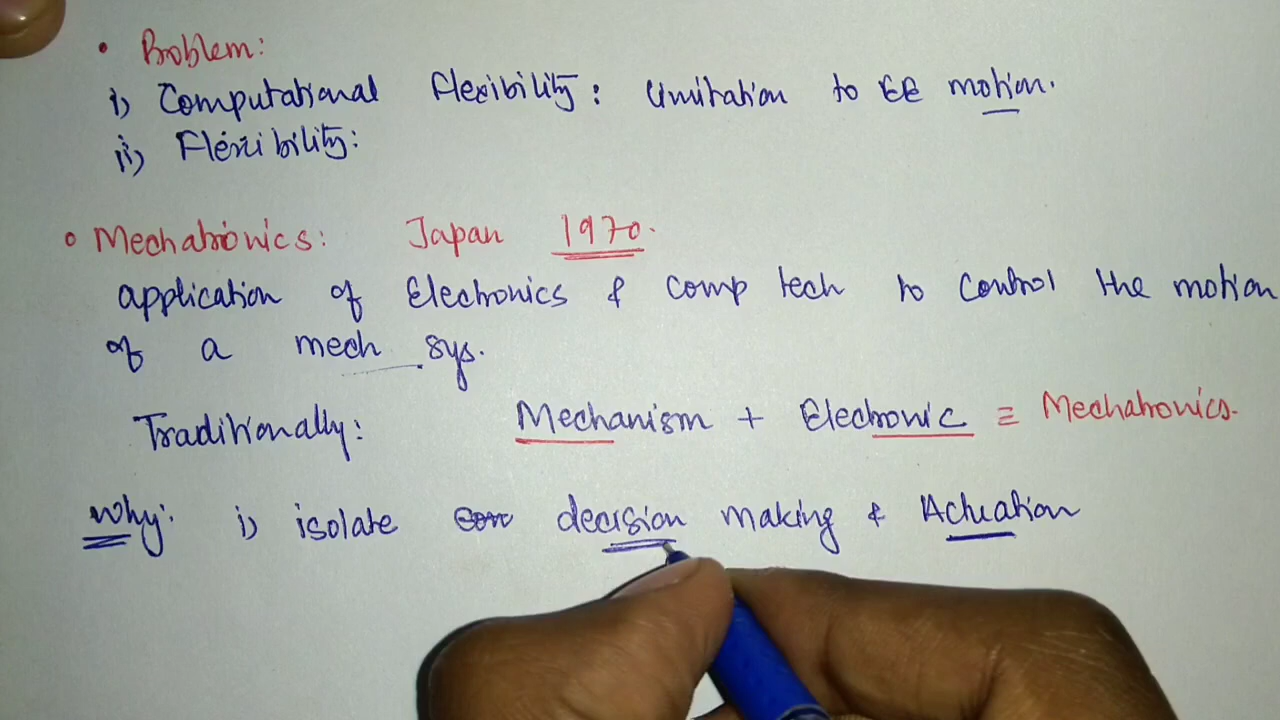 • Problem:
i) Computational Flexibility: limitation to EE motion.
ii) Flexibility:
• Mechatronics: Japan 1970.
application of Electronics & comp tech to control the motion
of a mech sys.
Traditionally: Mechanism + Electronic ≡ Mechatronics.
Why: i) isolate decision making & Actuation